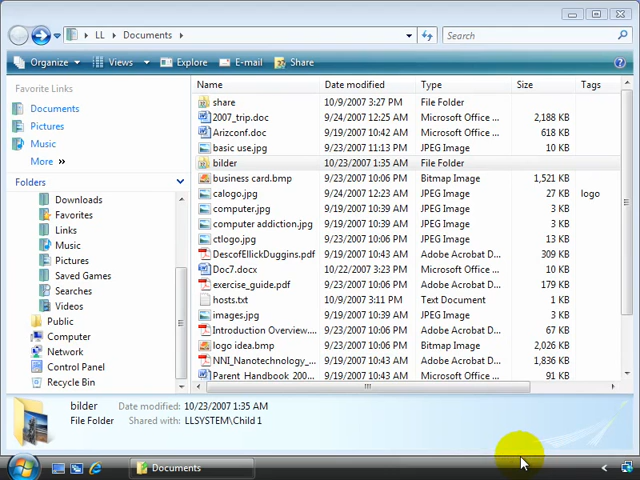 LL ▸ Documents ▸
Search
Organize Views Explore E-mail Share
Favorite Links
Documents
Pictures
Music
More »
Folders
Downloads
Favorites
Links
Music
Pictures
Saved Games
Searches
Videos
Public
Computer
Network
Control Panel
Recycle Bin
Name Date modified Type Size Tags
share 10/9/2007 3:27 PM File Folder
2007_trip.doc 9/24/2007 12:25 AM Microsoft Office ... 2,188 KB
Arizconf.doc 9/19/2007 10:42 AM Microsoft Office ... 618 KB
basic use.jpg 9/24/2007 11:13 PM JPEG Image 10 KB
bilder 10/23/2007 1:35 AM File Folder
business card.bmp 9/23/2007 10:06 PM Bitmap Image 1,521 KB
calogo.jpg 9/23/2007 10:06 AM JPEG Image 27 KB logo
computer.jpg 9/19/2007 10:39 AM JPEG Image 3 KB
computer addiction.jpg 9/19/2007 10:39 AM JPEG Image 3 KB
ctlogo.jpg 9/23/2007 10:06 PM JPEG Image 13 KB
DescofEllickDuggins.pdf 9/19/2007 10:43 AM Adobe Acrobat D... 309 KB
Doc7.docx 10/22/2007 3:23 PM Microsoft Office ... 10 KB
exercise_guide.pdf 9/23/2007 10:42 PM Adobe Acrobat D... 179 KB
hosts.txt 10/9/2007 3:11 PM Text Document 1 KB
images.jpg 9/19/2007 10:39 AM JPEG Image 3 KB
Introduction Overview.... 9/23/2007 10:42 PM Adobe Acrobat D... 67 KB
logo idea.bmp 9/23/2007 10:06 PM Bitmap Image 2,026 KB
NNI_Nanotechnology_... 9/19/2007 10:43 AM Adobe Acrobat D... 1,836 KB
Parent Handbook 200... 9/19/2007 10:43 AM Microsoft Office ... 91 KB
bilder Date modified: 10/23/2007 1:35 AM
File Folder Shared with: LLSYSTEM\Child 1
Documents